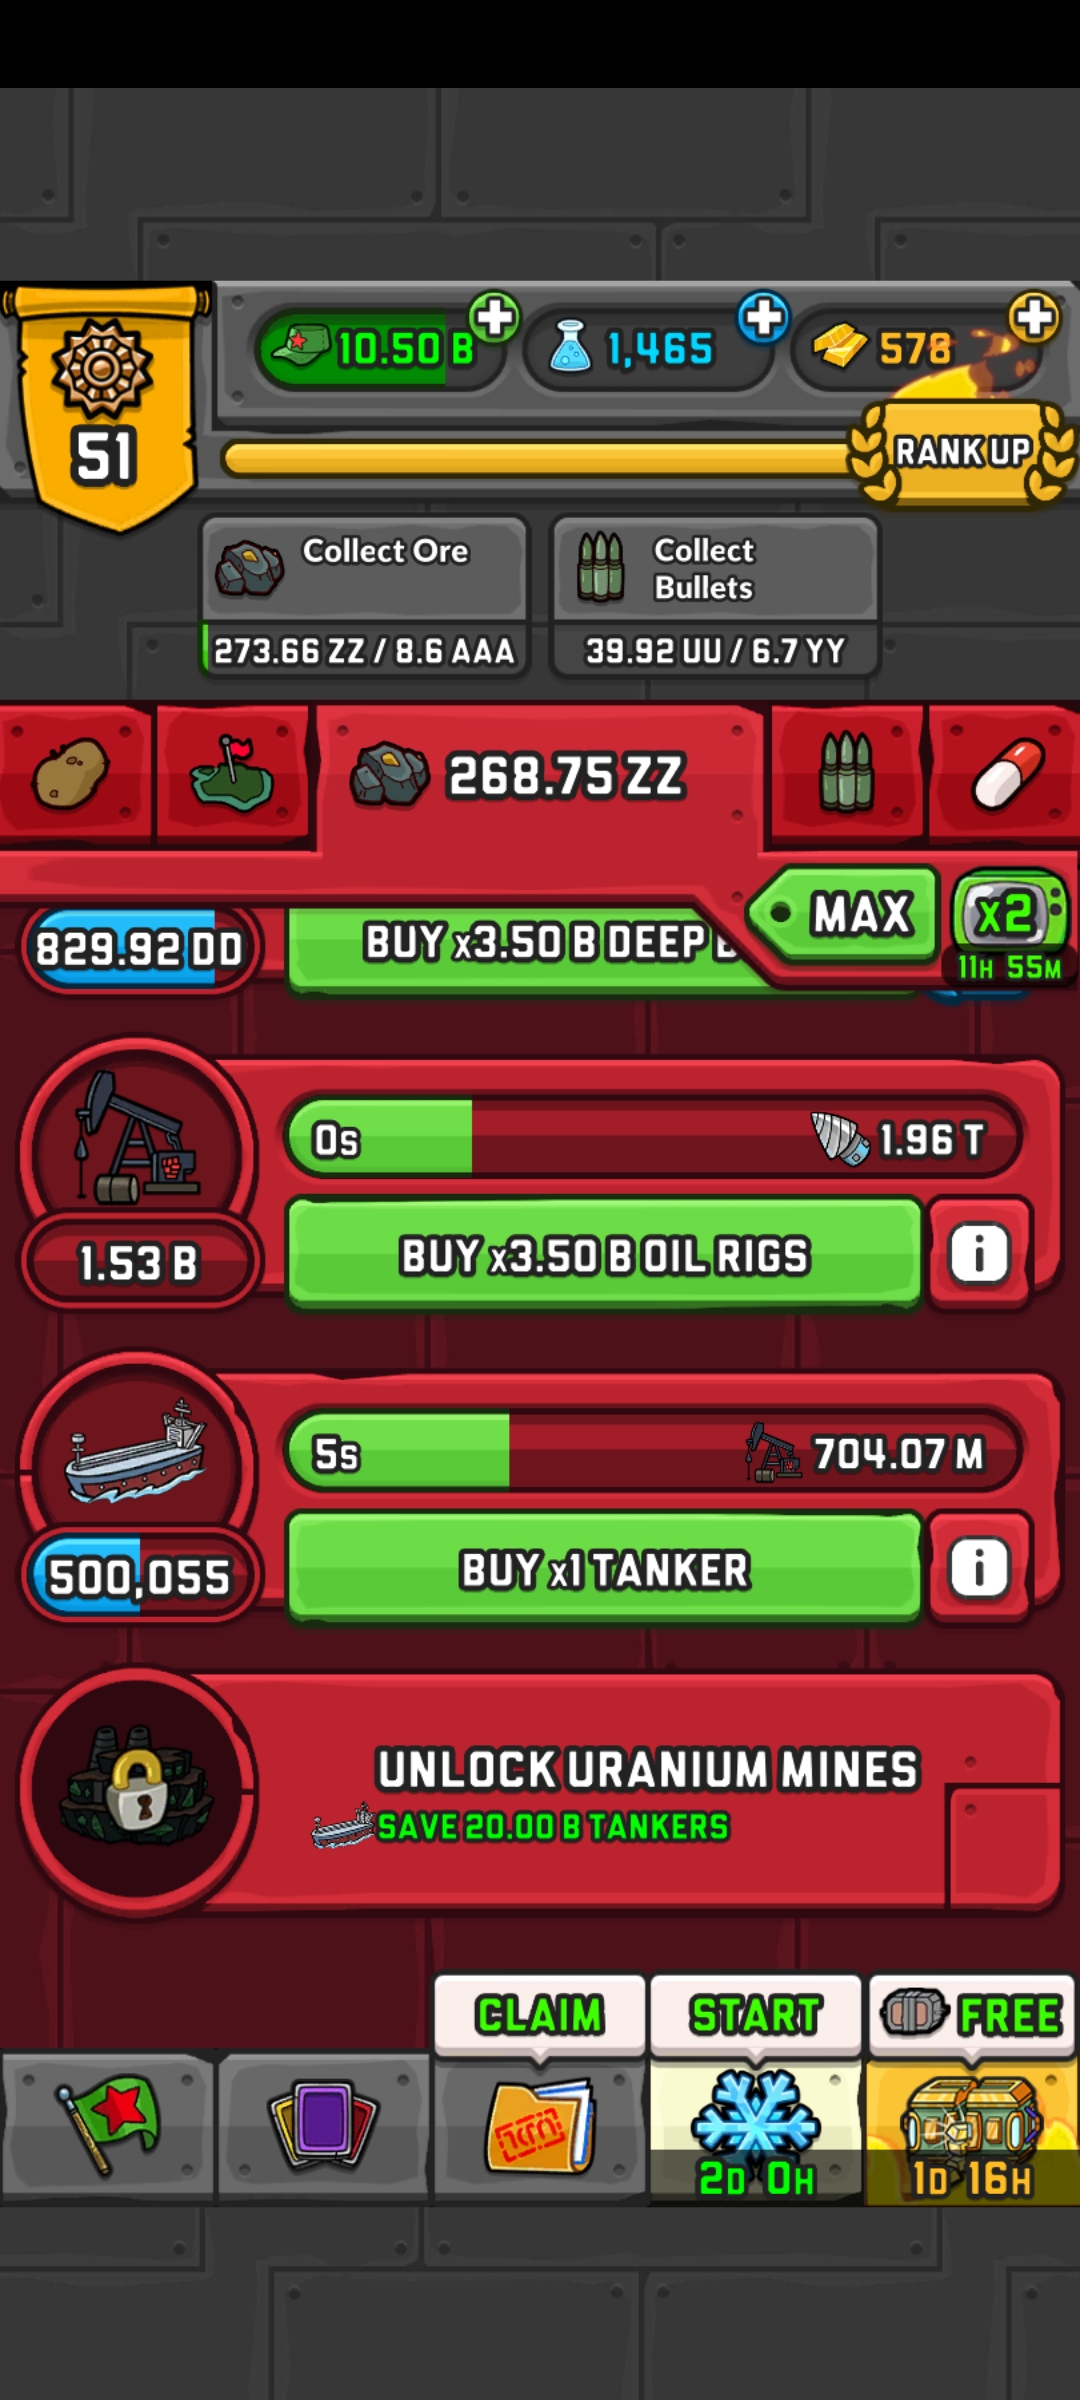 10.50 B
1,465
578
51
RANK UP
Collect Ore
273.66 ZZ / 8.6 AAA
Collect
Bullets
39.92 UU / 6.7 YY
268.75 ZZ
MAX
x2
11H 55M
829.92 DD
BUY x3.50 B DEEP
0s
1.96 T
1.53 B
BUY x3.50 B OIL RIGS
i
5s
704.07 M
500,055
BUY x1 TANKER
i
UNLOCK URANIUM MINES
SAVE 20.00 B TANKERS
CLAIM
START
FREE
2D 0H
1D 16H